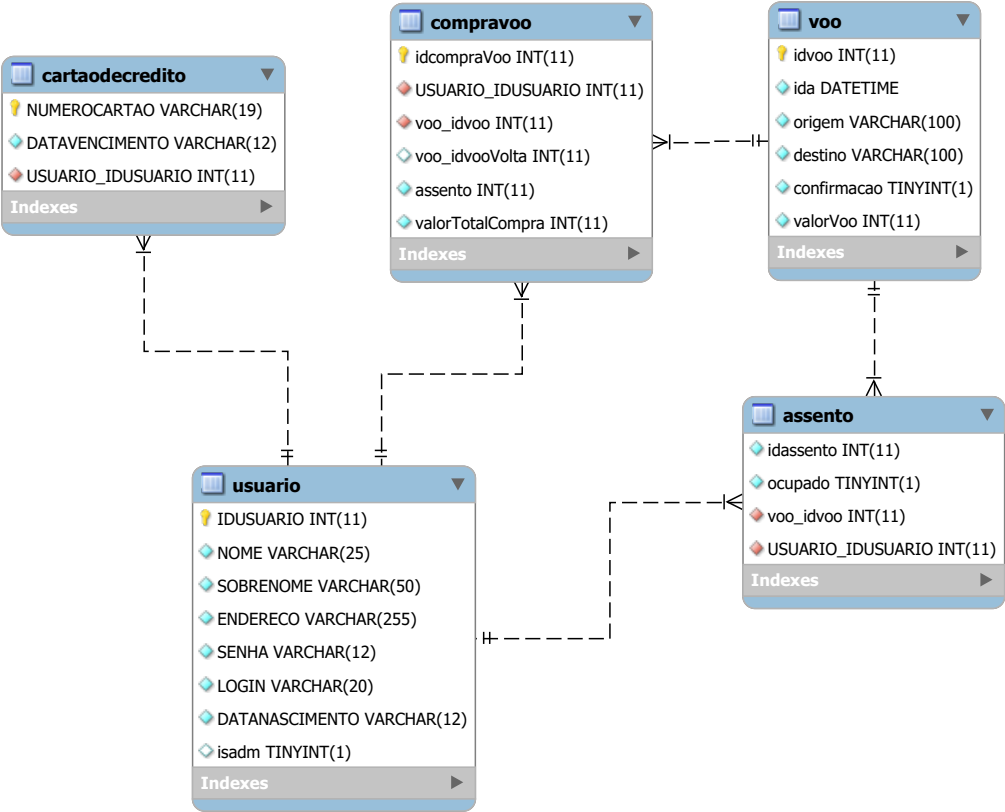 cartaodecredito
NUMEROCARTAO VARCHAR(19)
DATAVENCIMENTO VARCHAR(12)
USUARIO_IDUSUARIO INT(11)
Indexes
compravoo
idcompraVoo INT(11)
USUARIO_IDUSUARIO INT(11)
voo_idvoo INT(11)
voo_idvooVolta INT(11)
assento INT(11)
valorTotalCompra INT(11)
Indexes
voo
idvoo INT(11)
ida DATETIME
origem VARCHAR(100)
destino VARCHAR(100)
confirmacao TINYINT(1)
valorVoo INT(11)
Indexes
usuario
IDUSUARIO INT(11)
NOME VARCHAR(25)
SOBRENOME VARCHAR(50)
ENDERECO VARCHAR(255)
SENHA VARCHAR(12)
LOGIN VARCHAR(20)
DATANASCIMENTO VARCHAR(12)
isadm TINYINT(1)
Indexes
assento
idassento INT(11)
ocupado TINYINT(1)
voo_idvoo INT(11)
USUARIO_IDUSUARIO INT(11)
Indexes